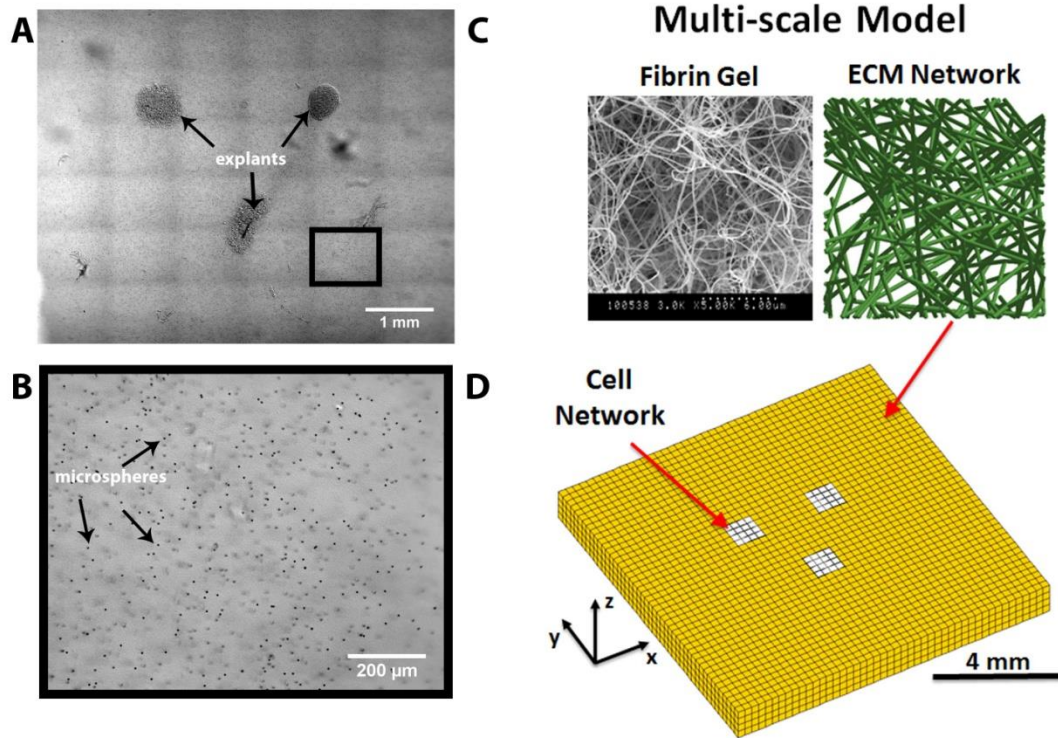 A
explants
1 mm
B
microspheres
200 µm
C
Multi-scale Model
Fibrin Gel
ECM Network
100538 3.0K X5.00K 6.00um
D
Cell
Network
z
y
x
4 mm